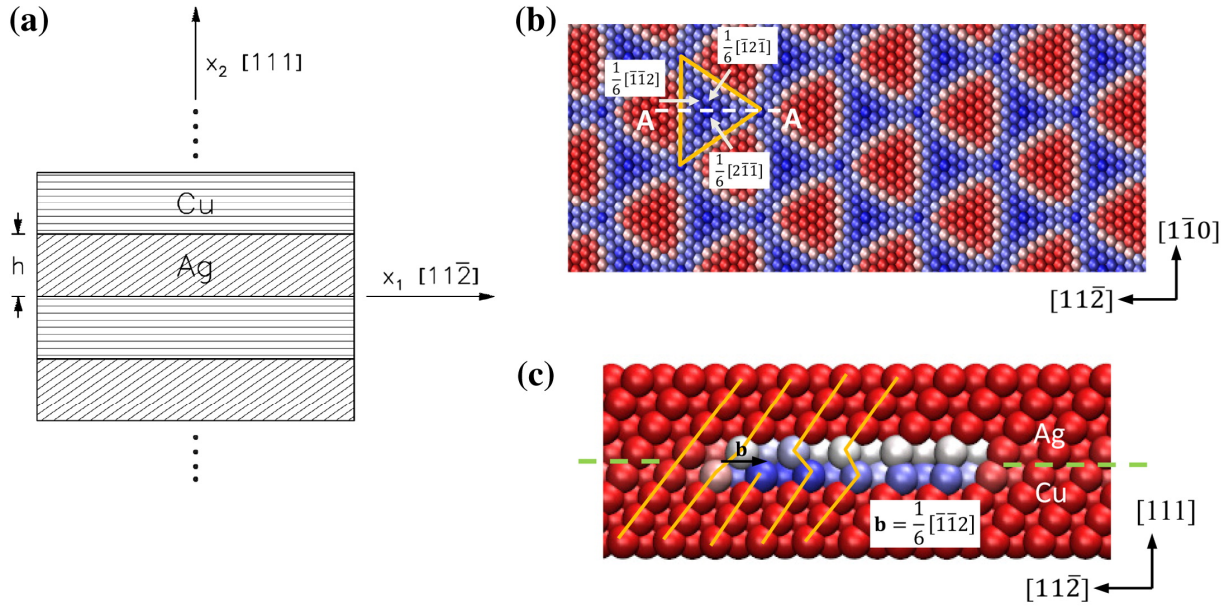 (a)
x₂ [111]
Cu
h
Ag
x₁ [112̄]
(b)
1/6 [1̄21̄]
1/6 [1̄1̄2]
A A
1/6 [21̄1̄]
[11̄0]
[112̄]
(c)
b
Ag
Cu
b = 1/6 [1̄1̄2]
[111]
[112̄]